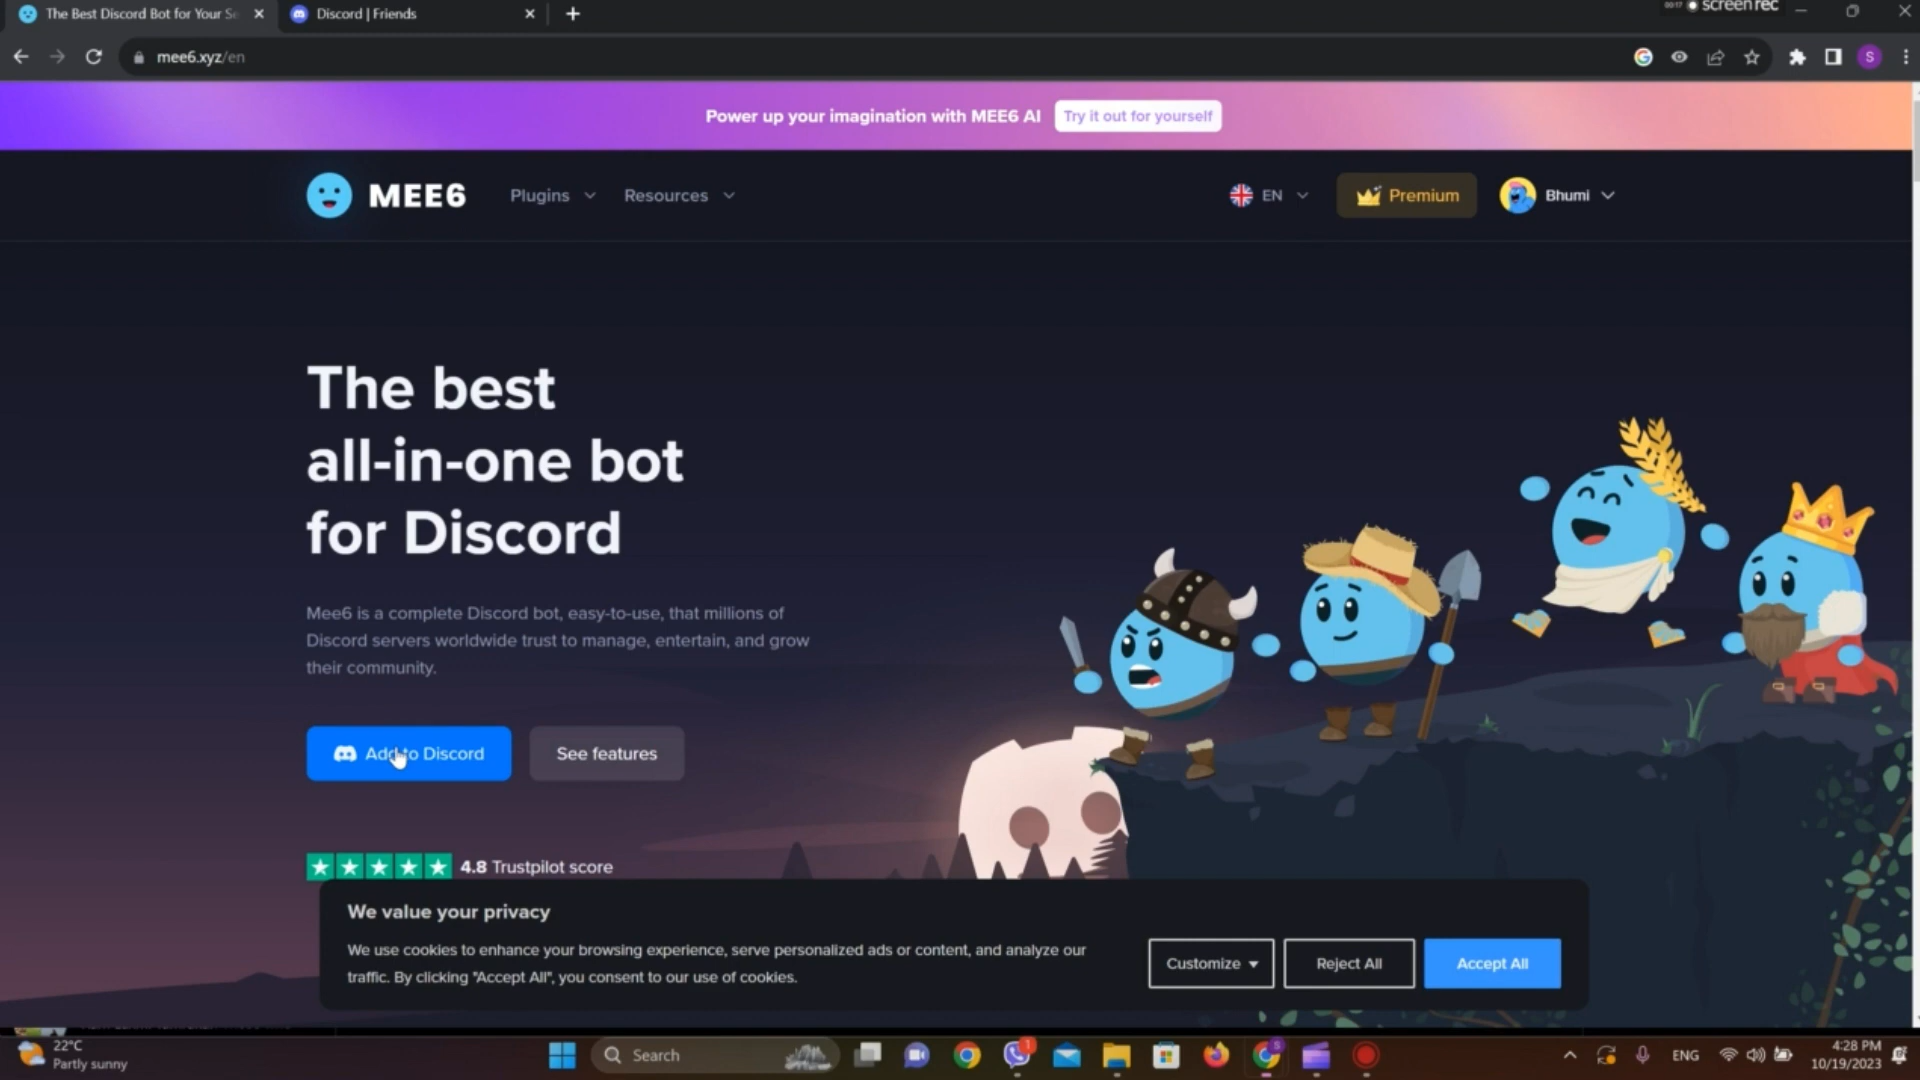 The Best Discord Bot for Your Se
Discord | Friends
00:17
screenrec
mee6.xyz/en
S
Power up your imagination with MEE6 AI
Try it out for yourself
MEE6
Plugins
Resources
EN
Premium
Bhumi
The best
all-in-one bot
for Discord
Mee6 is a complete Discord bot, easy-to-use, that millions of
Discord servers worldwide trust to manage, entertain, and grow
their community.
Add to Discord
See features
4.8 Trustpilot score
We value your privacy
We use cookies to enhance your browsing experience, serve personalized ads or content, and analyze our
traffic. By clicking "Accept All", you consent to our use of cookies.
Customize
Reject All
Accept All
22°C
Partly sunny
Search
1
S
ENG
4:28 PM
10/19/2023